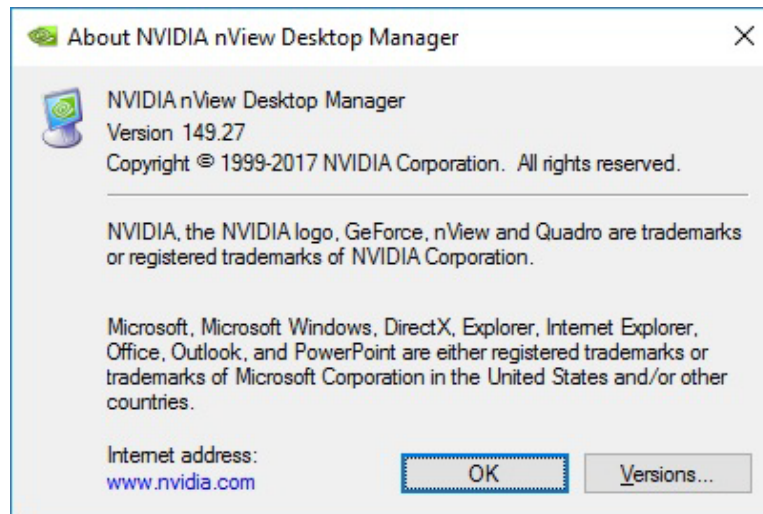 About NVIDIA nView Desktop Manager
NVIDIA nView Desktop Manager
Version 149.27
Copyright © 1999-2017 NVIDIA Corporation.  All rights reserved.
NVIDIA, the NVIDIA logo, GeForce, nView and Quadro are trademarks
or registered trademarks of NVIDIA Corporation.
Microsoft, Microsoft Windows, DirectX, Explorer, Internet Explorer,
Office, Outlook, and PowerPoint are either registered trademarks or
trademarks of Microsoft Corporation in the United States and/or other
countries.
Internet address:
www.nvidia.com
OK
Versions...